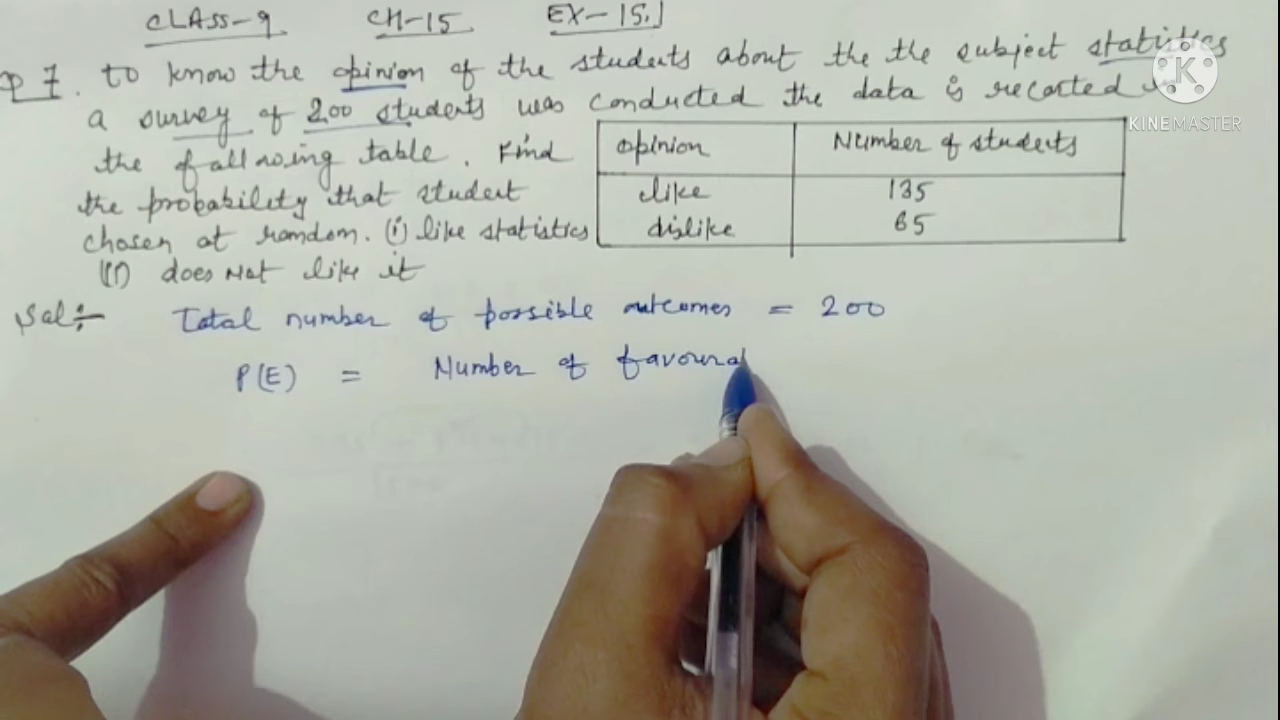 CLASS-9 CH-15 EX-15.1
P 7. to know the opinion of the students about the the subject statistics
a survey of 200 students was conducted the data is recorted
the following table. Find
the probability that student
chosen at random. (i) like statistics
(ii) does Not like it
opinion Number of students
like 135
dislike 65
Sol:- Total number of possible outcomes = 200
P(E) = Number of favoura
K
KINEMASTER